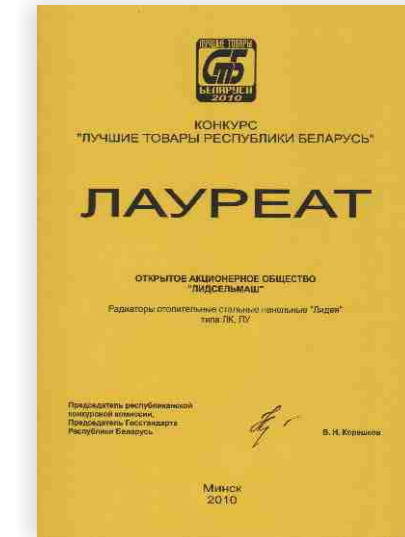 ЛУЧШИЕ ТОВАРЫ
СТБ
БЕЛАРУСИ
2010
КОНКУРС
"ЛУЧШИЕ ТОВАРЫ РЕСПУБЛИКИ БЕЛАРУСЬ"
ЛАУРЕАТ
ОТКРЫТОЕ АКЦИОНЕРНОЕ ОБЩЕСТВО
"ЛИДСЕЛЬМАШ"
Радиаторы отопительные стальные панельные "Лидея"
типа ЛК, ЛУ
Председатель республиканской
конкурсной комиссии,
Председатель Госстандарта
Республики Беларусь
В. Н. Корешков
Минск
2010